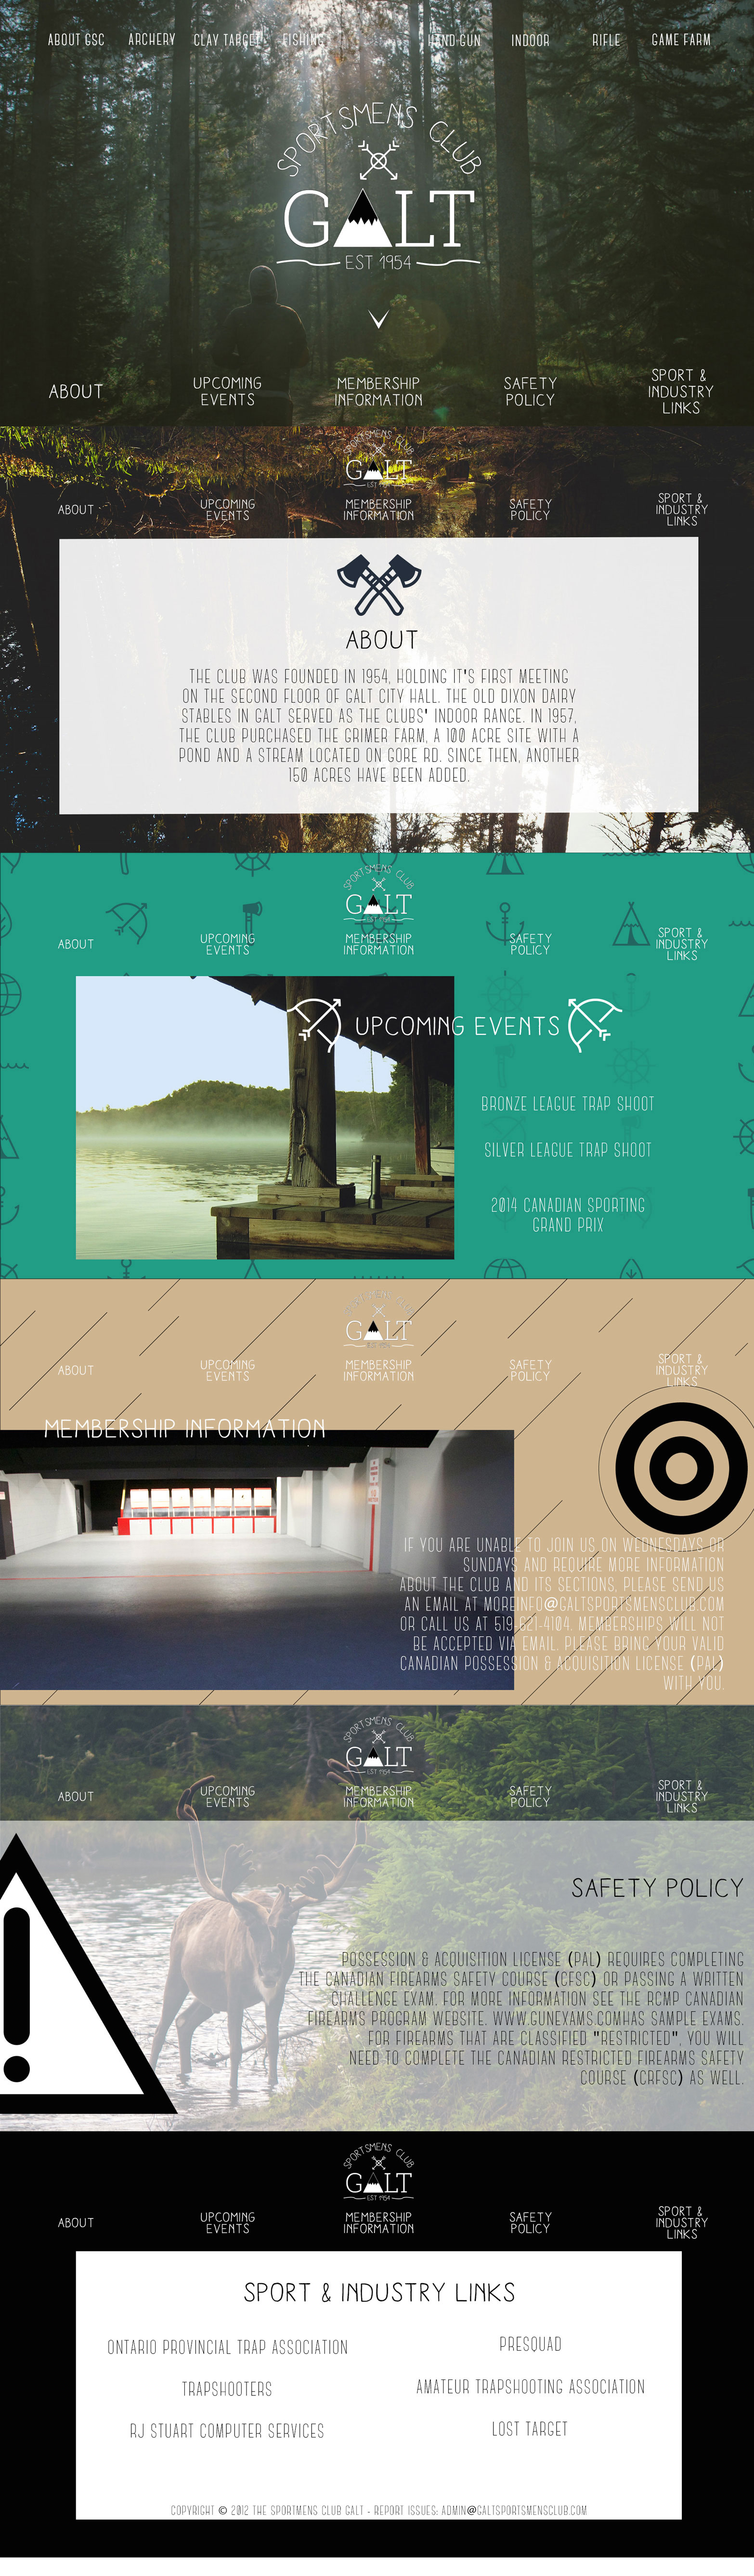 ABOUT GSC ARCHERY CLAY TARGET FISHING HAND GUN INDOOR RIFLE GAME FARM
SPORTSMENS CLUB
GALT
EST 1954
ABOUT
UPCOMING
EVENTS
MEMBERSHIP
INFORMATION
SAFETY
POLICY
SPORT &
INDUSTRY
LINKS
SPORTSMENS CLUB
GALT
EST 1954
ABOUT
UPCOMING
EVENTS
MEMBERSHIP
INFORMATION
SAFETY
POLICY
SPORT &
INDUSTRY
LINKS
ABOUT
THE CLUB WAS FOUNDED IN 1954, HOLDING IT'S FIRST MEETING
ON THE SECOND FLOOR OF GALT CITY HALL. THE OLD DIXON DAIRY
STABLES IN GALT SERVED AS THE CLUBS' INDOOR RANGE. IN 1957,
THE CLUB PURCHASED THE GRIMER FARM, A 100 ACRE SITE WITH A
POND AND A STREAM LOCATED ON GORE RD. SINCE THEN, ANOTHER
150 ACRES HAVE BEEN ADDED.
SPORTSMENS CLUB
GALT
EST 1954
ABOUT
UPCOMING
EVENTS
MEMBERSHIP
INFORMATION
SAFETY
POLICY
SPORT &
INDUSTRY
LINKS
UPCOMING EVENTS
BRONZE LEAGUE TRAP SHOOT
SILVER LEAGUE TRAP SHOOT
2014 CANADIAN SPORTING
GRAND PRIX
SPORTSMENS CLUB
GALT
EST 1954
ABOUT
UPCOMING
EVENTS
MEMBERSHIP
INFORMATION
SAFETY
POLICY
SPORT &
INDUSTRY
LINKS
MEMBERSHIP INFORMATION
IF YOU ARE UNABLE TO JOIN US ON WEDNESDAYS OR
SUNDAYS AND REQUIRE MORE INFORMATION
ABOUT THE CLUB AND ITS SECTIONS, PLEASE SEND US
AN EMAIL AT MOREINFO@GALTSPORTSMENSCLUB.COM
OR CALL US AT 519-621-4104. MEMBERSHIPS WILL NOT
BE ACCEPTED VIA EMAIL. PLEASE BRING YOUR VALID
CANADIAN POSSESSION & ACQUISITION LICENSE (PAL)
WITH YOU.
SPORTSMENS CLUB
GALT
EST 1954
ABOUT
UPCOMING
EVENTS
MEMBERSHIP
INFORMATION
SAFETY
POLICY
SPORT &
INDUSTRY
LINKS
SAFETY POLICY
POSSESSION & ACQUISITION LICENSE (PAL) REQUIRES COMPLETING
THE CANADIAN FIREARMS SAFETY COURSE (CFSC) OR PASSING A WRITTEN
CHALLENGE EXAM. FOR MORE INFORMATION SEE THE RCMP CANADIAN
FIREARMS PROGRAM WEBSITE. WWW.GUNEXAMS.COMHAS SAMPLE EXAMS.
FOR FIREARMS THAT ARE CLASSIFIED "RESTRICTED", YOU WILL
NEED TO COMPLETE THE CANADIAN RESTRICTED FIREARMS SAFETY
COURSE (CRFSC) AS WELL.
SPORTSMENS CLUB
GALT
EST 1954
ABOUT
UPCOMING
EVENTS
MEMBERSHIP
INFORMATION
SAFETY
POLICY
SPORT &
INDUSTRY
LINKS
SPORT & INDUSTRY LINKS
ONTARIO PROVINCIAL TRAP ASSOCIATION
TRAPSHOOTERS
RJ STUART COMPUTER SERVICES
PRESQUAD
AMATEUR TRAPSHOOTING ASSOCIATION
LOST TARGET
COPYRIGHT © 2012 THE SPORTMENS CLUB GALT - REPORT ISSUES: ADMIN@GALTSPORTSMENSCLUB.COM